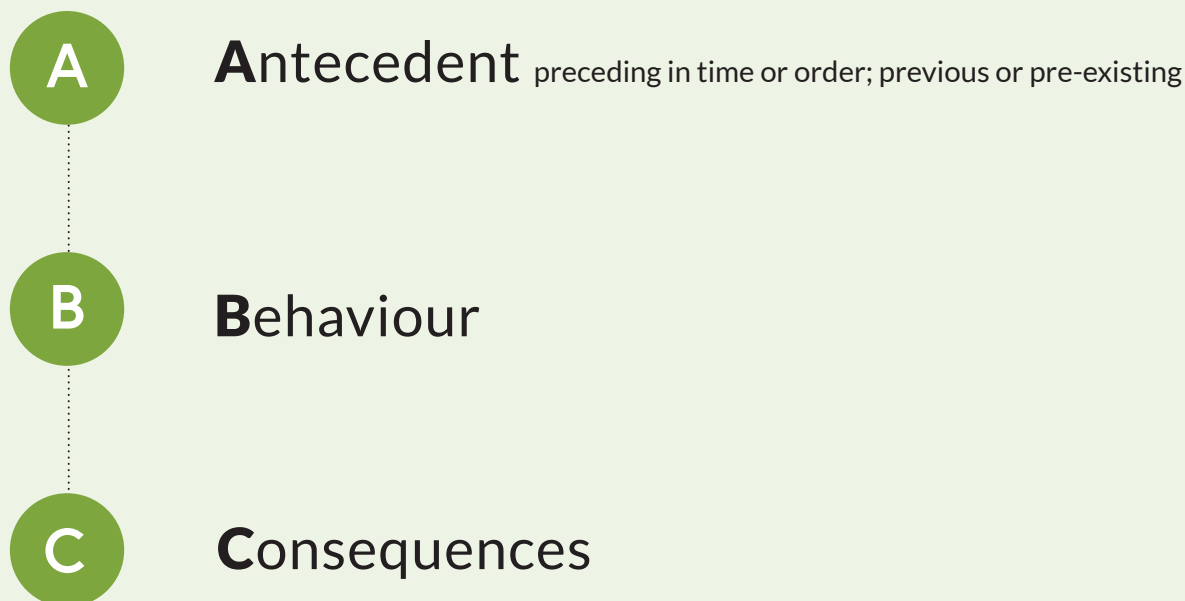 A
Antecedent preceding in time or order; previous or pre-existing
B
Behaviour
C
Consequences